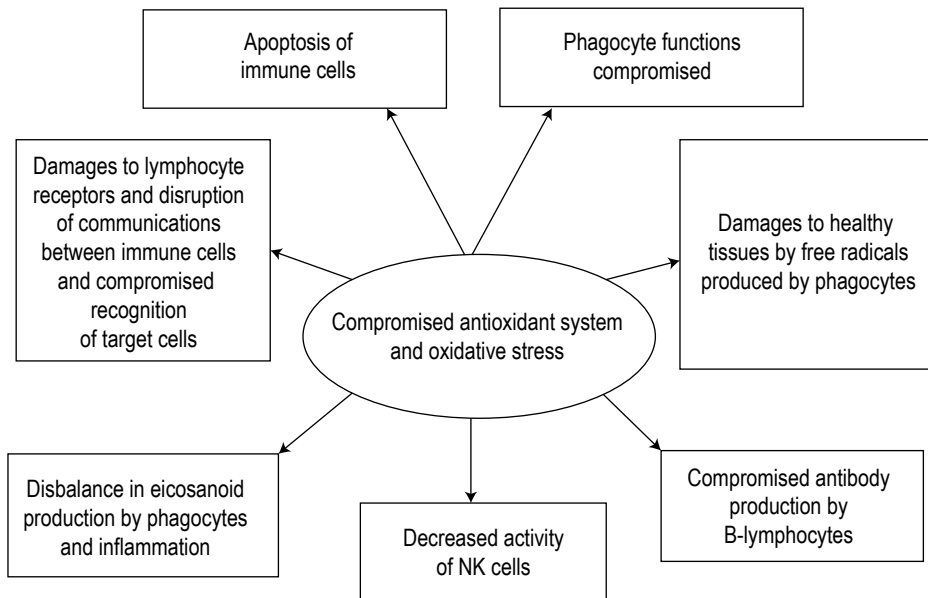 Apoptosis of
immune cells
Phagocyte functions
compromised
Damages to lymphocyte
receptors and disruption
of communications
between immune cells
and compromised
recognition
of target cells
Damages to healthy
tissues by free radicals
produced by phagocytes
Compromised antioxidant system
and oxidative stress
Disbalance in eicosanoid
production by phagocytes
and inflammation
Decreased activity
of NK cells
Compromised antibody
production by
B-lymphocytes